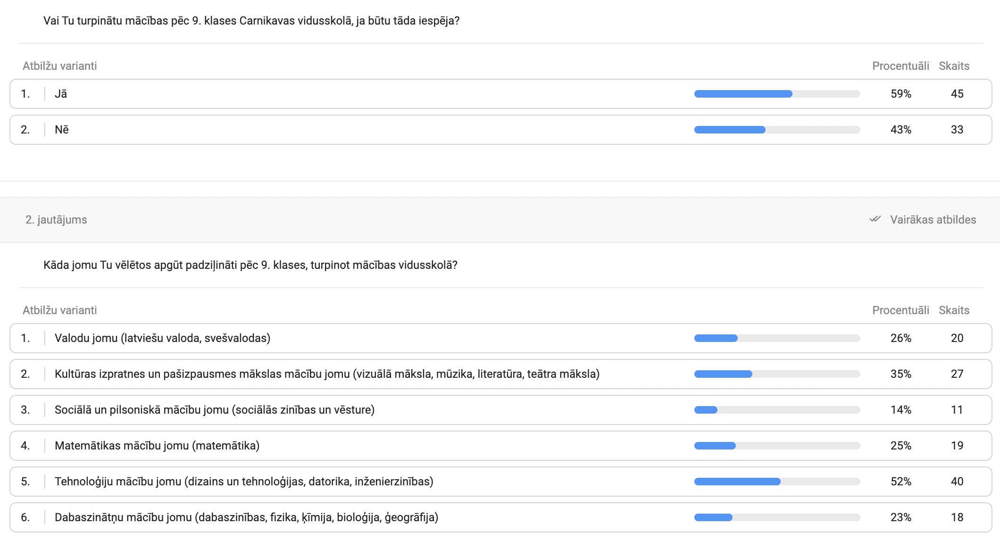 Vai Tu turpinātu mācības pēc 9. klases Carnikavas vidusskolā, ja būtu tāda iespēja?
Atbilžu varianti Procentuāli Skaits
1. Jā 59% 45
2. Nē 43% 33
2. jautājums Vairākas atbildes
Kāda jomu Tu vēlētos apgūt padziļināti pēc 9. klases, turpinot mācības vidusskolā?
Atbilžu varianti Procentuāli Skaits
1. Valodu jomu (latviešu valoda, svešvalodas) 26% 20
2. Kultūras izpratnes un pašizpausmes mākslas mācību jomu (vizuālā māksla, mūzika, literatūra, teātra māksla) 35% 27
3. Sociālā un pilsoniskā mācību jomu (sociālās zinības un vēsture) 14% 11
4. Matemātikas mācību jomu (matemātika) 25% 19
5. Tehnoloģiju mācību jomu (dizains un tehnoloģijas, datorika, inženierzinības) 52% 40
6. Dabaszinātņu mācību jomu (dabaszinības, fizika, ķīmija, bioloģija, ģeogrāfija) 23% 18